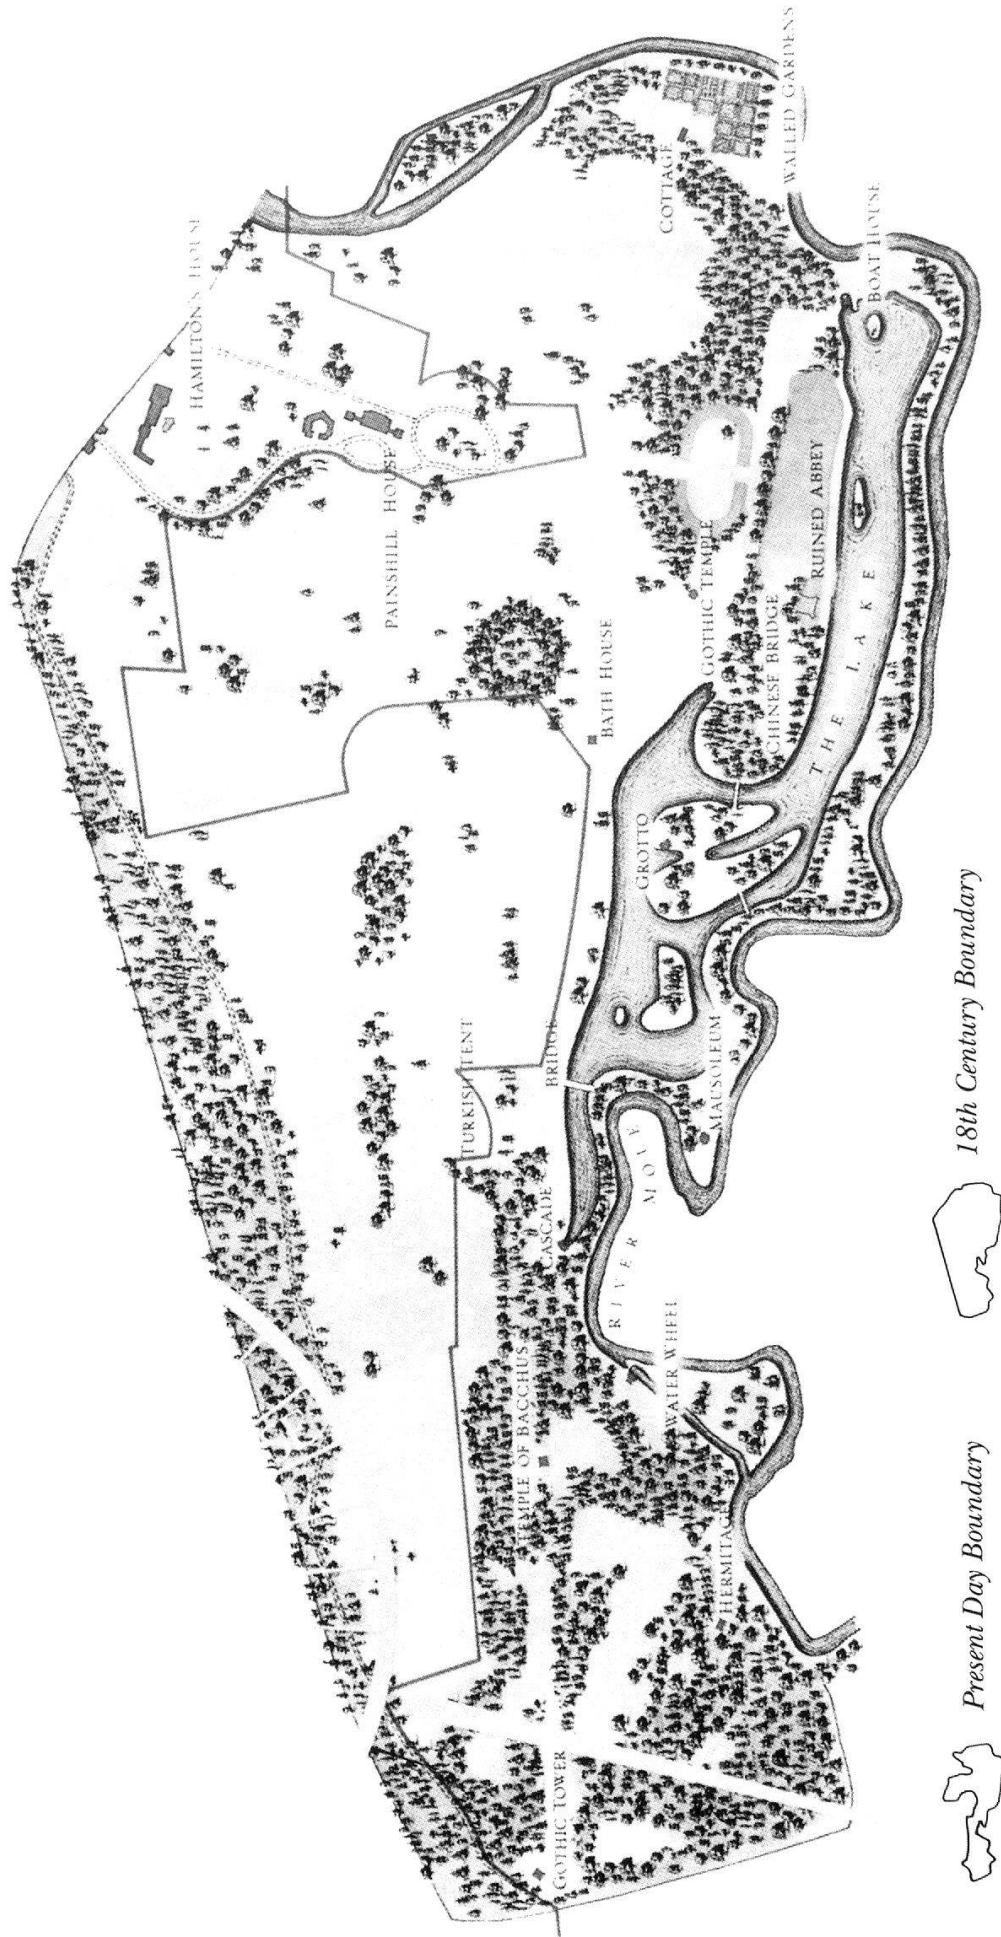 HAMILTON'S HOUSE
PAINSHILL HOUSE
COTTAGE
WALLED GARDENS
BOAT HOUSE
RUINED ABBEY
GOTHIC TEMPLE
CHINESE BRIDGE
THE LAKE
BATH HOUSE
GROTTO
BRIDGE
TURKISH TENT
MAUSOLEUM
CASCADE
RIVER MOLE
TEMPLE OF BACCHUS
WATER WHEEL
HERMITAGE
GOTHIC TOWER
Present Day Boundary
18th Century Boundary